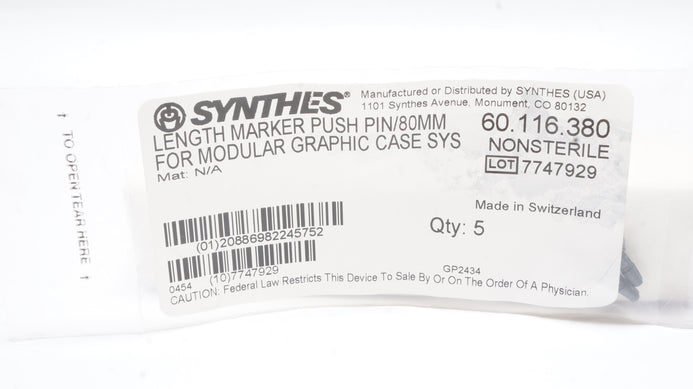 SYNTHES®
Manufactured or Distributed by SYNTHES (USA)
1101 Synthes Avenue, Monument, CO 80132
LENGTH MARKER PUSH PIN/80MM
FOR MODULAR GRAPHIC CASE SYS
Mat: N/A
60.116.380
NONSTERILE
LOT 7747929
Made in Switzerland
Qty: 5
(01)20886982245752
(10)7747929
0454
GP2434
CAUTION: Federal Law Restricts This Device To Sale By Or On The Order Of A Physician.
↑ TO OPEN TEAR HERE ↑